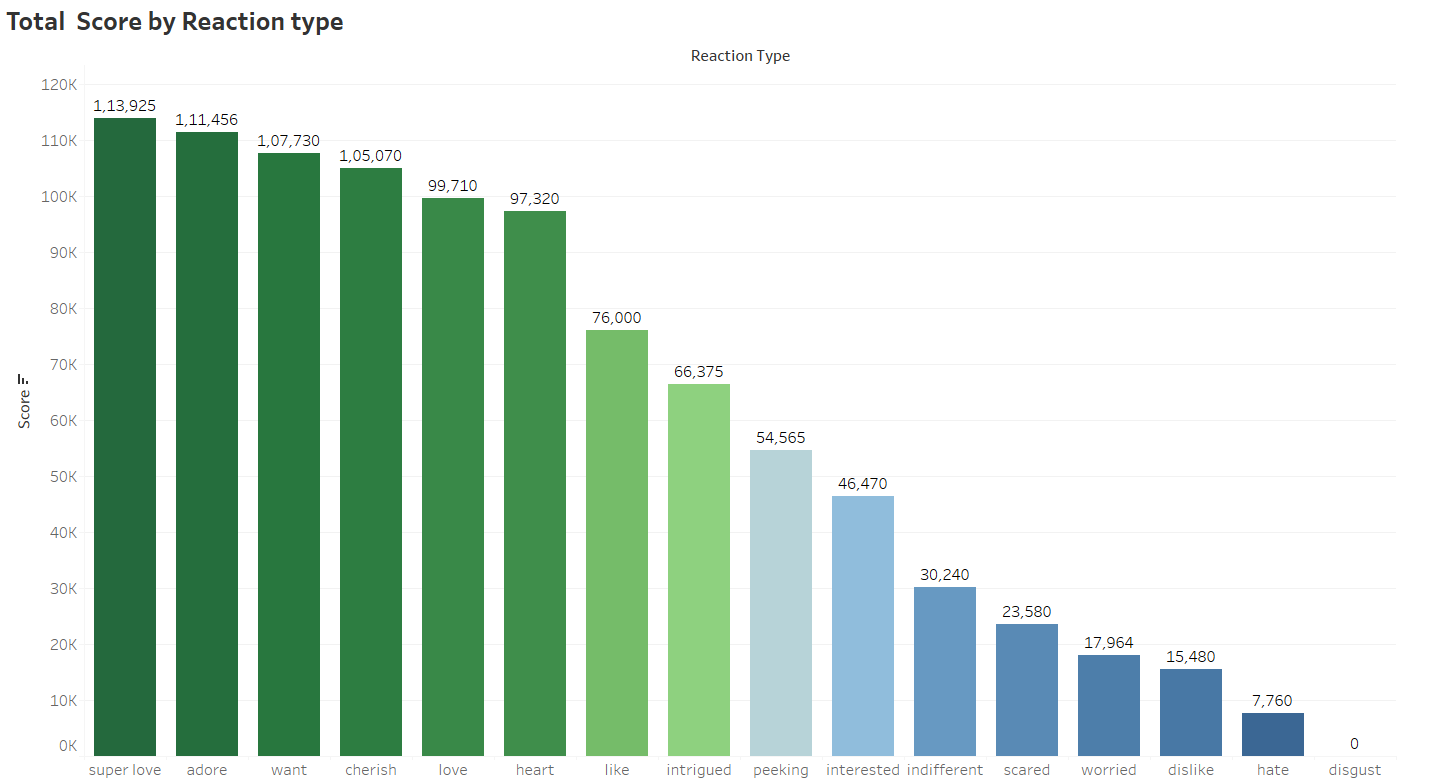 Total  Score by Reaction type
Reaction Type
120K
110K
100K
90K
80K
70K
60K
50K
40K
30K
20K
10K
0K
Score
1,13,925
1,11,456
1,07,730
1,05,070
99,710
97,320
76,000
66,375
54,565
46,470
30,240
23,580
17,964
15,480
7,760
0
super love adore want cherish love heart like intrigued peeking interested indifferent scared worried dislike hate disgust